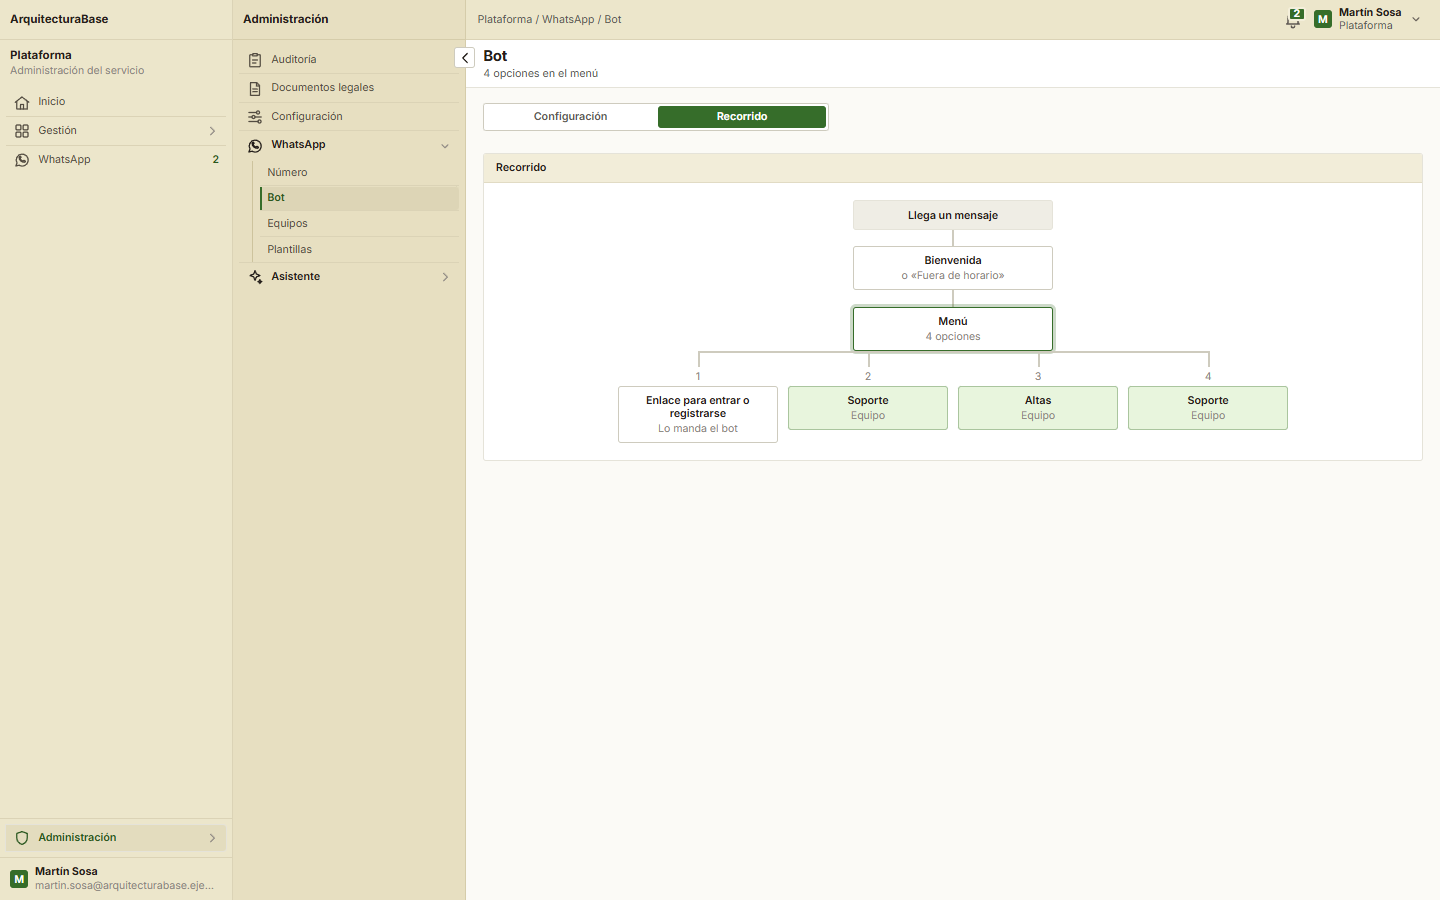 ArquitecturaBase
Plataforma
Administración del servicio
Inicio
Gestión
WhatsApp 2
Administración
M Martín Sosa
martin.sosa@arquitecturabase.eje...
Administración
Auditoría
Documentos legales
Configuración
WhatsApp
Número
Bot
Equipos
Plantillas
Asistente
Plataforma / WhatsApp / Bot
2
M Martín Sosa
Plataforma
Bot
4 opciones en el menú
Configuración Recorrido
Recorrido
Llega un mensaje
Bienvenida
o «Fuera de horario»
Menú
4 opciones
1 2 3 4
Enlace para entrar o
registrarse
Lo manda el bot
Soporte
Equipo
Altas
Equipo
Soporte
Equipo